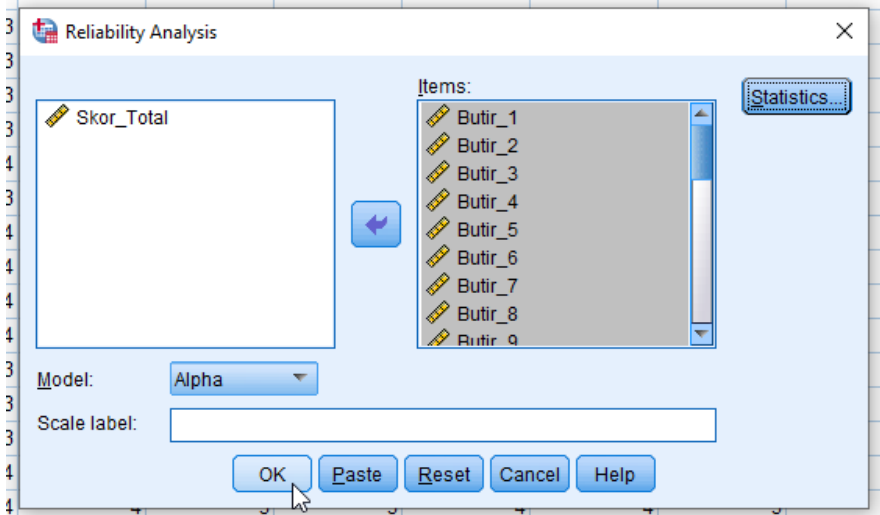 Reliability Analysis
Items:
Statistics...
Skor_Total
Butir_1
Butir_2
Butir_3
Butir_4
Butir_5
Butir_6
Butir_7
Butir_8
Butir_9
Model: Alpha
Scale label:
OK Paste Reset Cancel Help